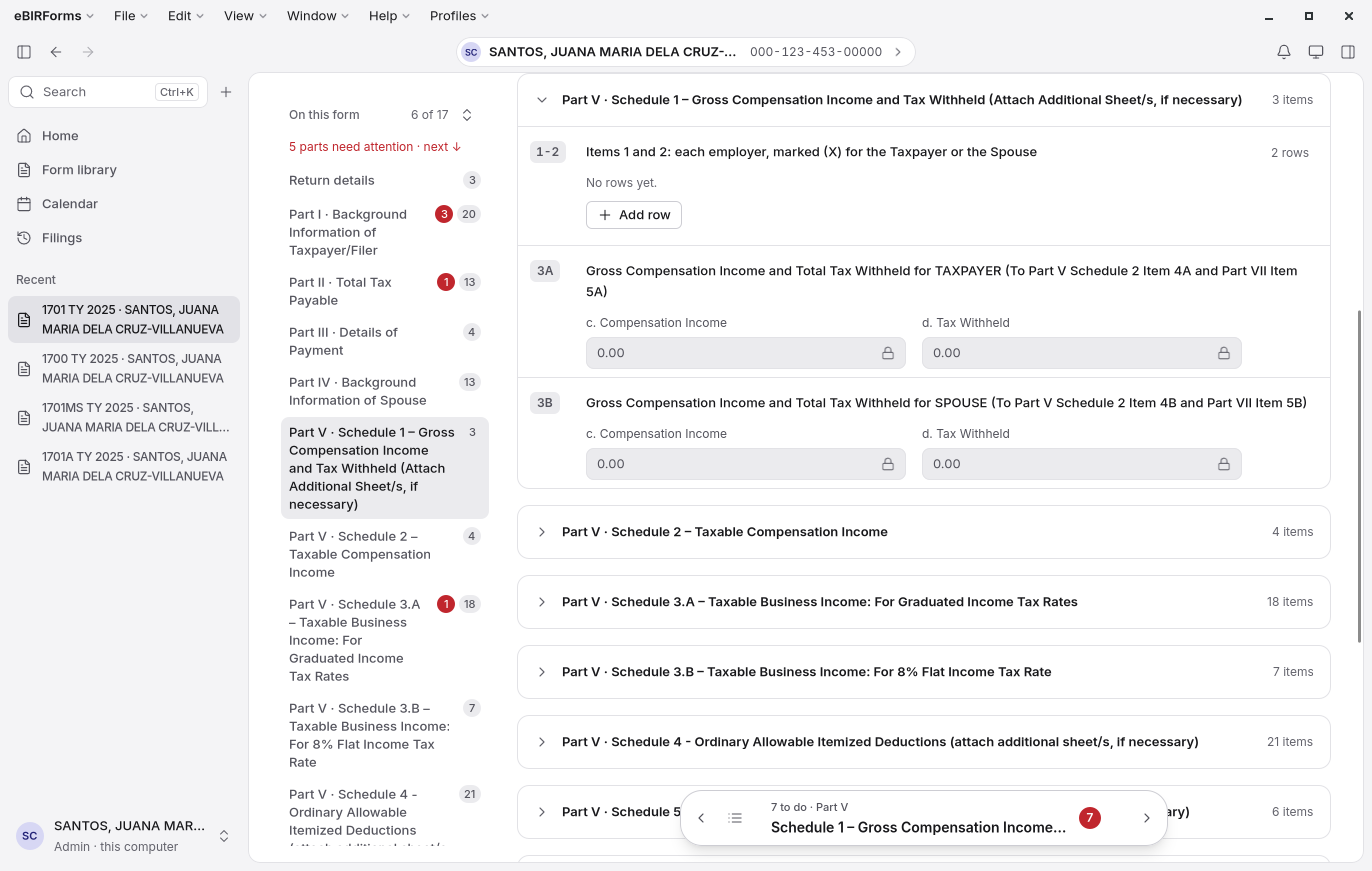 eBIRForms File Edit View Window Help Profiles
SC SANTOS, JUANA MARIA DELA CRUZ-... 000-123-453-00000
Search Ctrl+K
Home
Form library
Calendar
Filings
Recent
1701 TY 2025 · SANTOS, JUANA
MARIA DELA CRUZ-VILLANUEVA
1700 TY 2025 · SANTOS, JUANA
MARIA DELA CRUZ-VILLANUEVA
1701MS TY 2025 · SANTOS,
JUANA MARIA DELA CRUZ-VILL...
1701A TY 2025 · SANTOS, JUANA
MARIA DELA CRUZ-VILLANUEVA
SC SANTOS, JUANA MAR...
Admin · this computer
On this form 6 of 17
5 parts need attention · next ↓
Return details 3
Part I · Background 3 20
Information of
Taxpayer/Filer
Part II · Total Tax 1 13
Payable
Part III · Details of 4
Payment
Part IV · Background 13
Information of Spouse
Part V · Schedule 1 – Gross 3
Compensation Income
and Tax Withheld (Attach
Additional Sheet/s, if
necessary)
Part V · Schedule 2 – 4
Taxable Compensation
Income
Part V · Schedule 3.A 1 18
– Taxable Business
Income: For
Graduated Income
Tax Rates
Part V · Schedule 3.B – 7
Taxable Business Income:
For 8% Flat Income Tax
Rate
Part V · Schedule 4 - 21
Ordinary Allowable
Itemized Deductions
Part V · Schedule 1 – Gross Compensation Income and Tax Withheld (Attach Additional Sheet/s, if necessary) 3 items
1-2 Items 1 and 2: each employer, marked (X) for the Taxpayer or the Spouse 2 rows
No rows yet.
Add row
3A Gross Compensation Income and Total Tax Withheld for TAXPAYER (To Part V Schedule 2 Item 4A and Part VII Item
5A)
c. Compensation Income d. Tax Withheld
0.00 0.00
3B Gross Compensation Income and Total Tax Withheld for SPOUSE (To Part V Schedule 2 Item 4B and Part VII Item 5B)
c. Compensation Income d. Tax Withheld
0.00 0.00
Part V · Schedule 2 – Taxable Compensation Income 4 items
Part V · Schedule 3.A – Taxable Business Income: For Graduated Income Tax Rates 18 items
Part V · Schedule 3.B – Taxable Business Income: For 8% Flat Income Tax Rate 7 items
Part V · Schedule 4 - Ordinary Allowable Itemized Deductions (attach additional sheet/s, if necessary) 21 items
Part V · Schedule 5 6 items
7 to do · Part V
Schedule 1 – Gross Compensation Income... 7